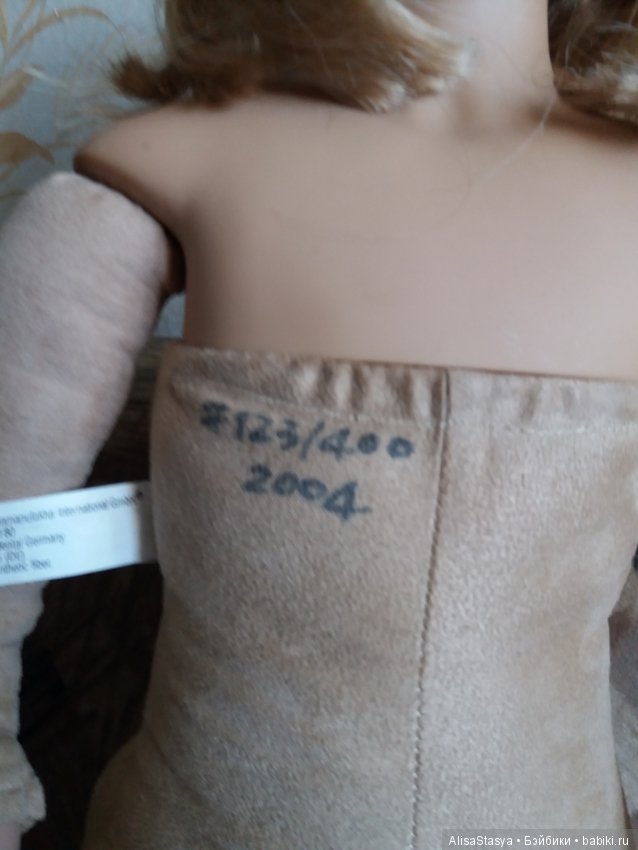 #123/400
2004
International GmbH
Germany
AlisaStasya • Бэйбики • babiki.ru